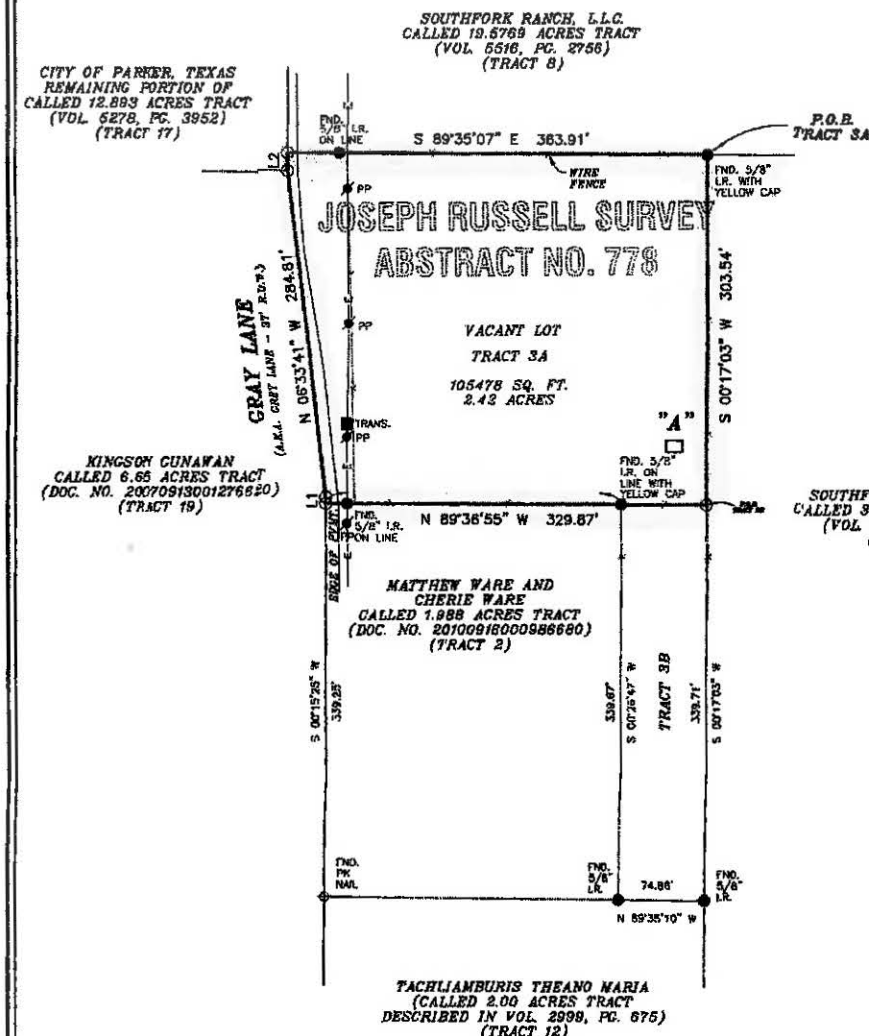 SOUTHFORK RANCH, L.L.C.
CALLED 19.5769 ACRES TRACT
(VOL. 5516, PG. 2756)
(TRACT 8)
CITY OF PARKER, TEXAS
REMAINING PORTION OF
CALLED 12.893 ACRES TRACT
(VOL. 5278, PG. 3952)
(TRACT 17)
FND.
5/8" I.R.
ON LINE
S 89°35'07" E 363.91'
P.O.B.
TRACT 3A
L2
WIRE
FENCE
FND. 5/8"
I.R. WITH
YELLOW CAP
PP
JOSEPH RUSSELL SURVEY
ABSTRACT NO. 778
GRAY LANE
(A.K.A. GREY LANE - 37' R.O.W.)
N 06°33'41" W 284.81'
PP
VACANT LOT
TRACT 3A
105478 SQ. FT.
2.42 ACRES
S 00°17'03" W 303.54'
TRANS.
PP
"A"
KINGSON GUNAWAN
CALLED 6.65 ACRES TRACT
(DOC. NO. 20070913001276620)
(TRACT 19)
FND. 5/8"
I.R. ON
LINE WITH
YELLOW CAP
L1
FND.
5/8" I.R.
ON LINE
PP
N 89°36'55" W 329.87'
SOUTHF
CALLED 3
(VOL.
EDGE OF PVMT.
MATTHEW WARE AND
CHERIE WARE
CALLED 1.988 ACRES TRACT
(DOC. NO. 20100916000986680)
(TRACT 2)
S 00°15'25" W
339.25'
339.87'
S 00°26'47" W
TRACT 3B
339.71'
S 00°17'03" W
FND.
PK
NAIL
FND.
5/8"
I.R.
74.86'
N 89°35'10" W
FND.
5/8"
I.R.
TACHLIAMBURIS THEANO MARIA
(CALLED 2.00 ACRES TRACT
DESCRIBED IN VOL. 2999, PG. 675)
(TRACT 12)